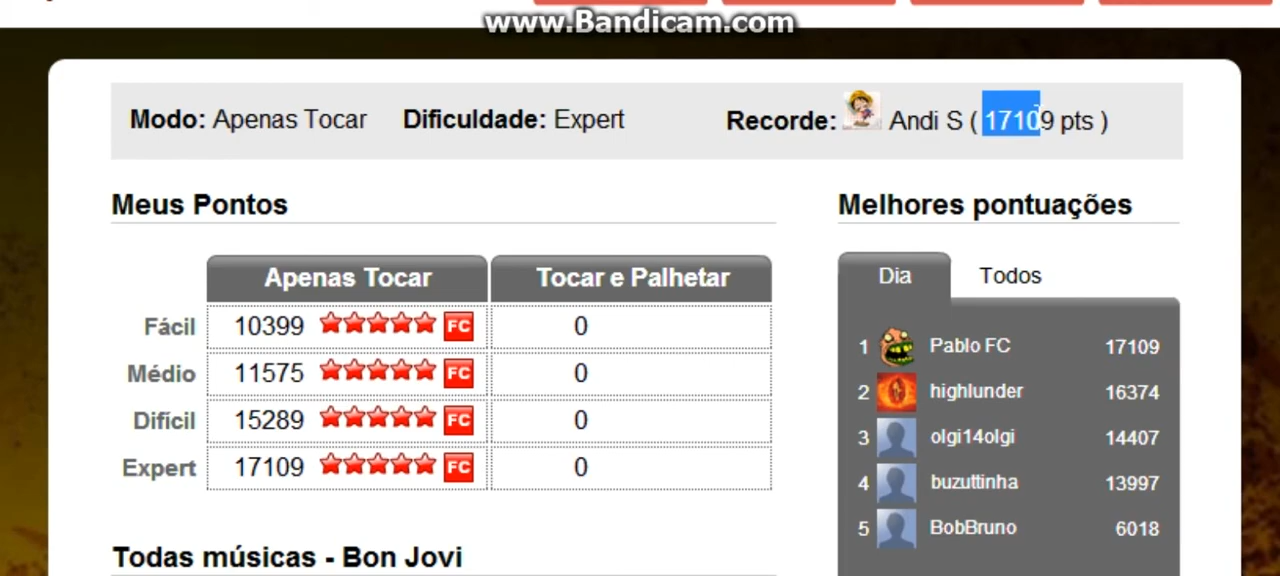 www.Bandicam.com
Modo: Apenas Tocar Dificuldade: Expert Recorde: Andi S ( 17109 pts )
Meus Pontos
Apenas Tocar Tocar e Palhetar
Fácil 10399 FC 0
Médio 11575 FC 0
Difícil 15289 FC 0
Expert 17109 FC 0
Todas músicas - Bon Jovi
Melhores pontuações
Dia Todos
1 Pablo FC 17109
2 highlunder 16374
3 olgi14olgi 14407
4 buzuttinha 13997
5 BobBruno 6018